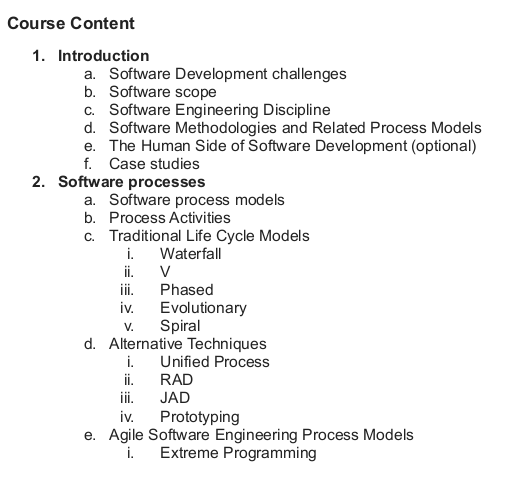 Course Content
1. Introduction
a. Software Development challenges
b. Software scope
c. Software Engineering Discipline
d. Software Methodologies and Related Process Models
e. The Human Side of Software Development (optional)
f. Case studies
2. Software processes
a. Software process models
b. Process Activities
c. Traditional Life Cycle Models
i. Waterfall
ii. V
iii. Phased
iv. Evolutionary
v. Spiral
d. Alternative Techniques
i. Unified Process
ii. RAD
iii. JAD
iv. Prototyping
e. Agile Software Engineering Process Models
i. Extreme Programming